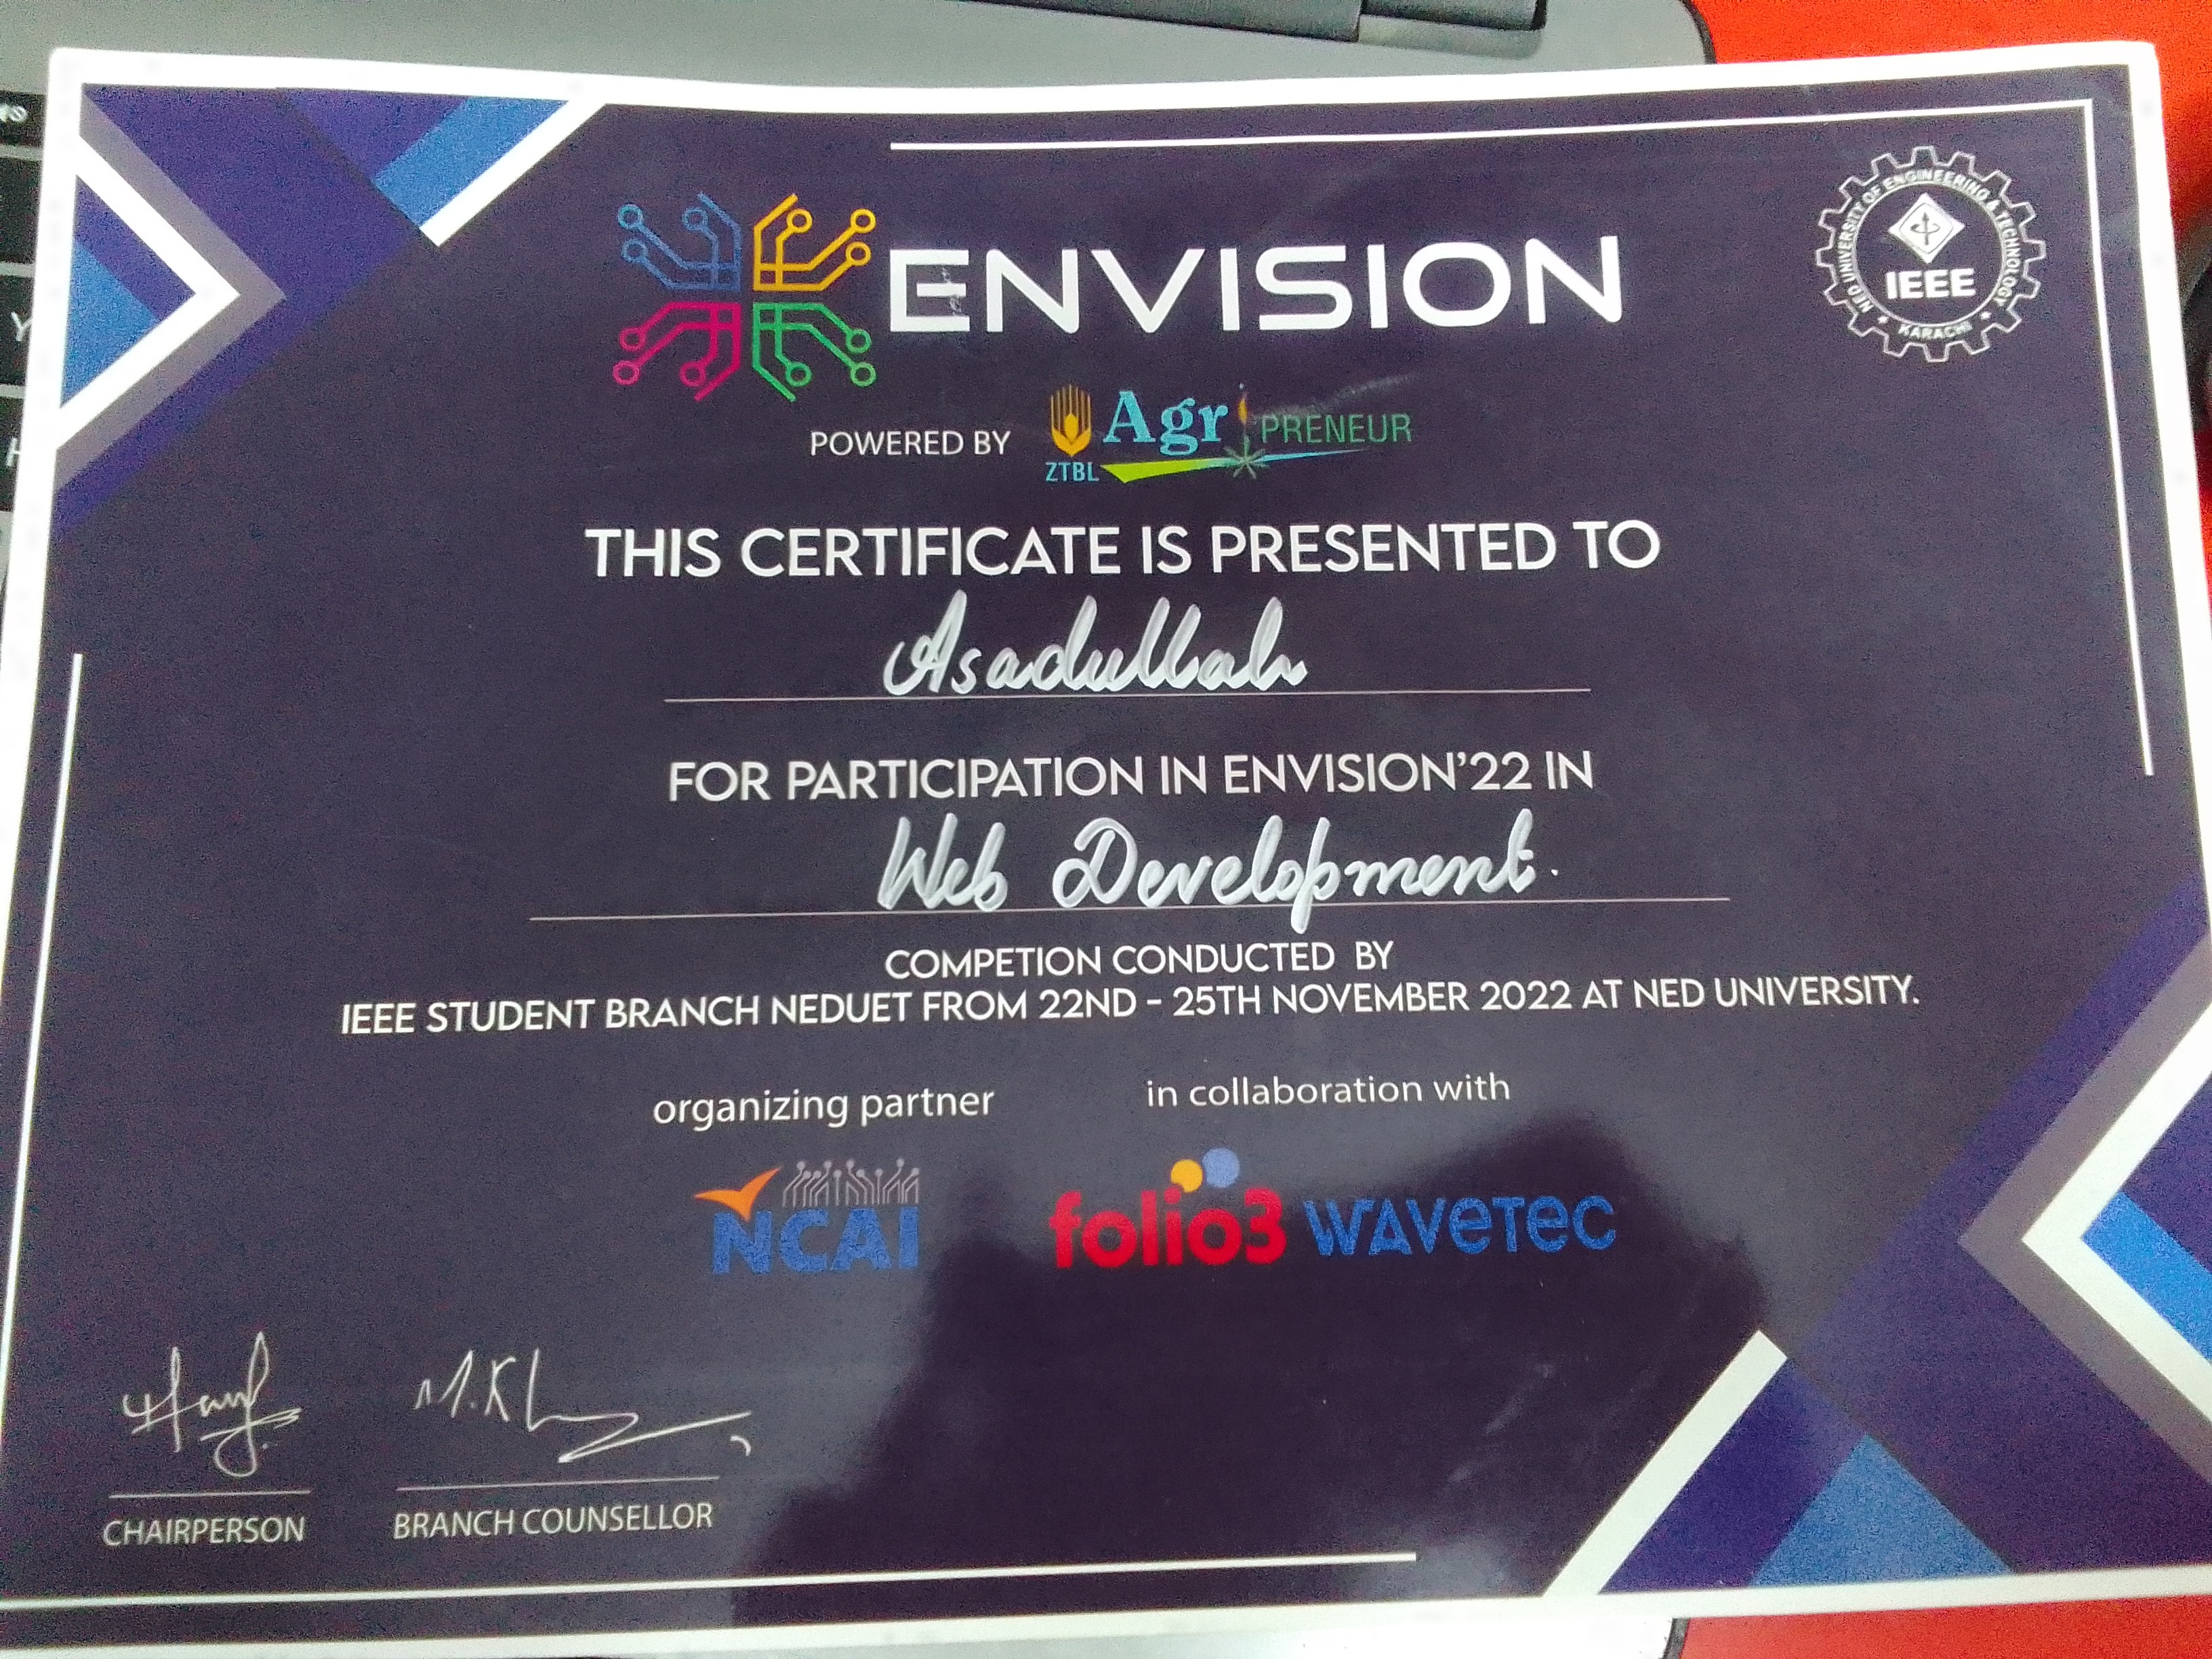 ENVISION
NED UNIVERSITY OF ENGINEERING & TECHNOLOGY
IEEE
KARACHI
POWERED BY
ZTBL
Agri PRENEUR
THIS CERTIFICATE IS PRESENTED TO
Asadullah
FOR PARTICIPATION IN ENVISION'22 IN
Web Development.
COMPETION CONDUCTED BY
IEEE STUDENT BRANCH NEDUET FROM 22ND - 25TH NOVEMBER 2022 AT NED UNIVERSITY.
organizing partner in collaboration with
NCAI folio3 WAVETEC
CHAIRPERSON BRANCH COUNSELLOR